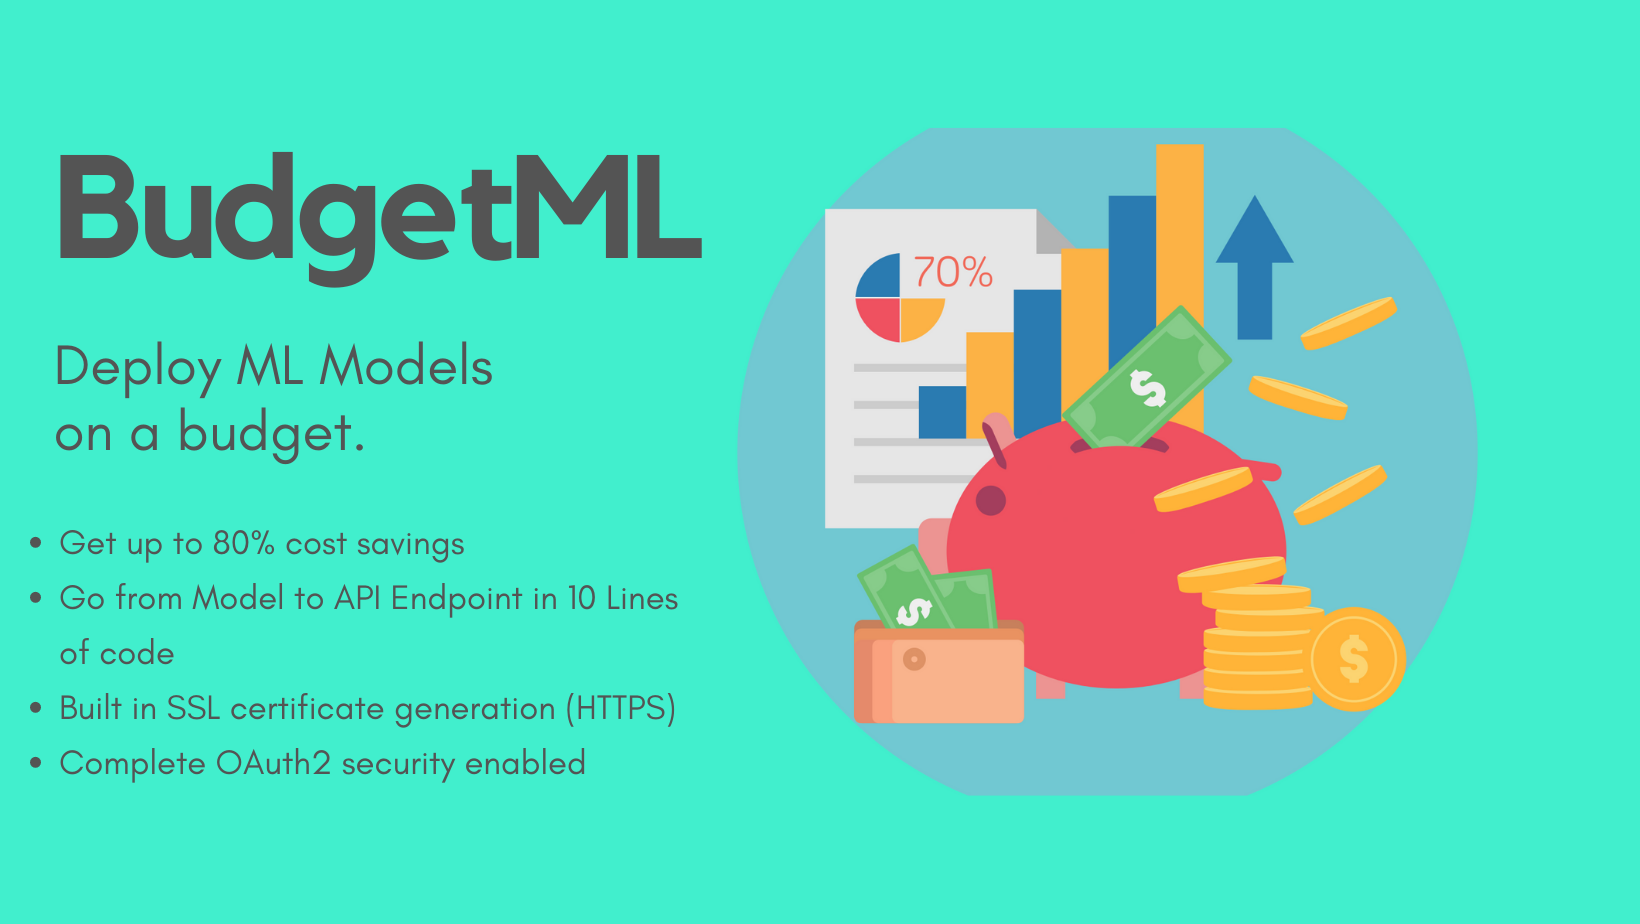 BudgetML
Deploy ML Models
on a budget.
• Get up to 80% cost savings
• Go from Model to API Endpoint in 10 Lines
of code
• Built in SSL certificate generation (HTTPS)
• Complete OAuth2 security enabled
70%
$
$
$